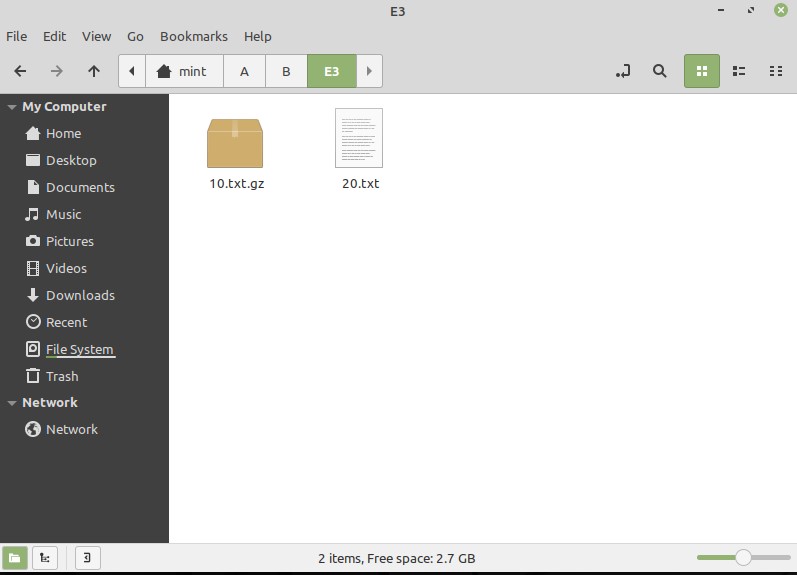 E3
File Edit View Go Bookmarks Help
mint A B E3
My Computer
Home
Desktop
Documents
Music
Pictures
Videos
Downloads
Recent
File System
Trash
Network
Network
10.txt.gz 20.txt
2 items, Free space: 2.7 GB